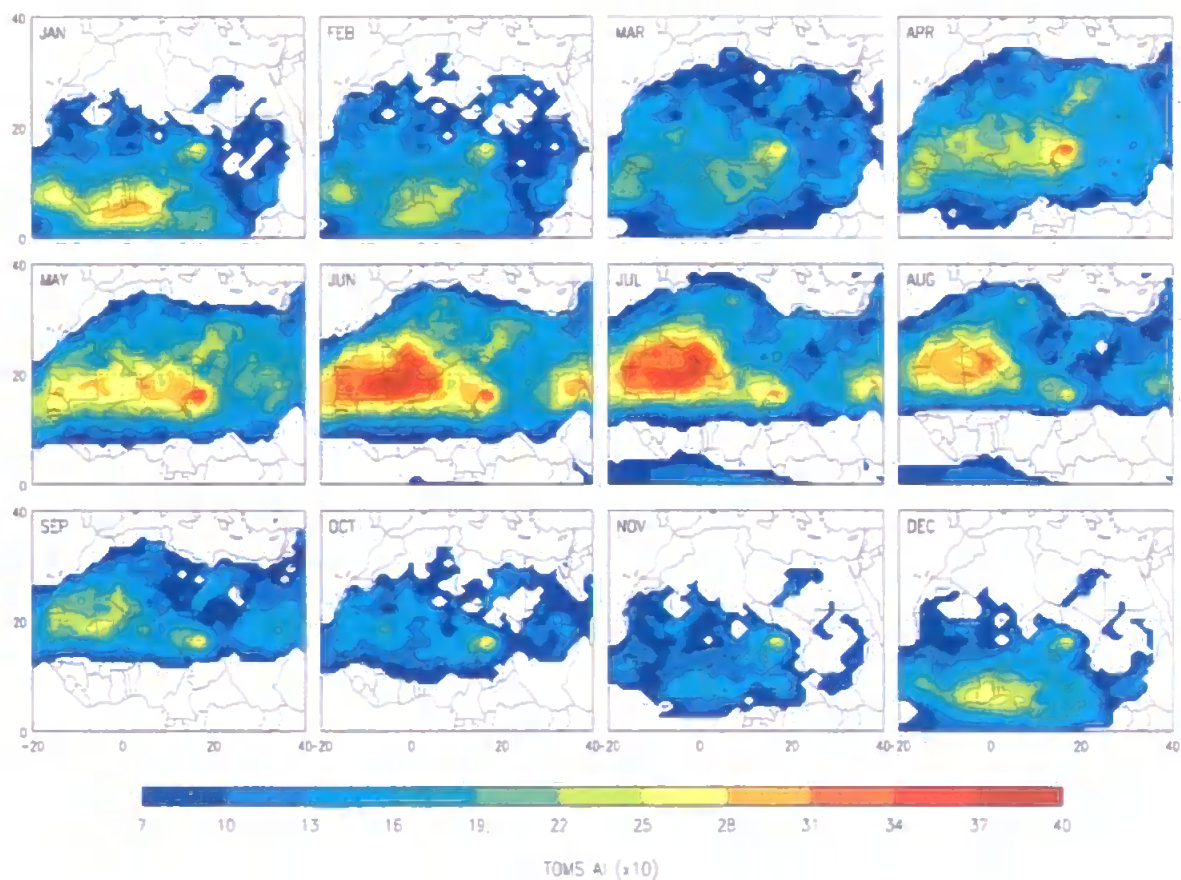 40 JAN FEB MAR APR
20
0
40 MAY JUN JUL AUG
20
0
40 SEP OCT NOV DEC
20
0
-20 0 20 40 -20 0 20 40 -20 0 20 40 -20 0 20 40
7 10 13 16 19 22 25 28 31 34 37 40
TOMS AI (x10)